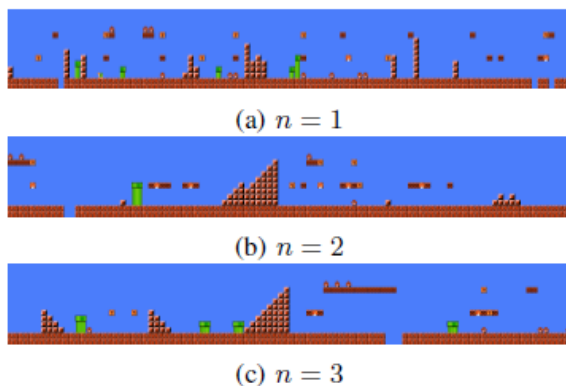 (a) n = 1
(b) n = 2
(c) n = 3